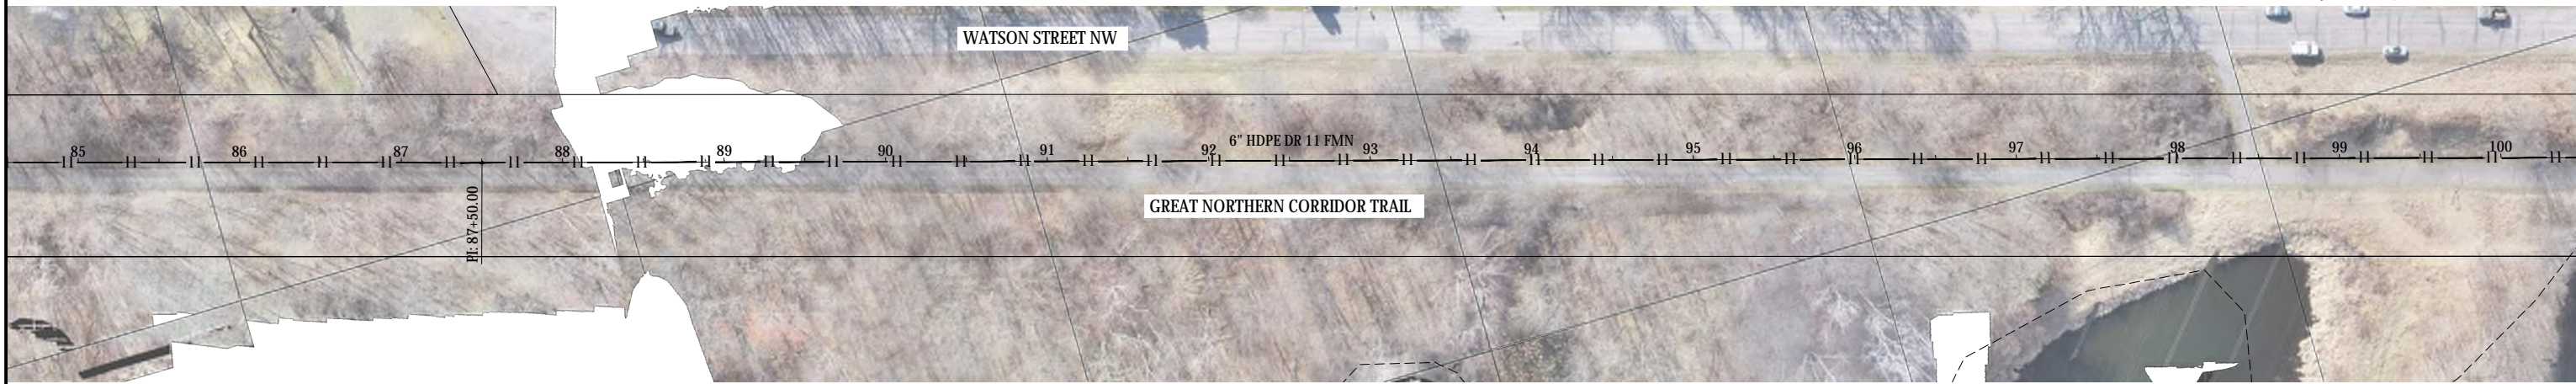 WATSON STREET NW
6" HDPE DR 11 FMN
85 86 87 88 89 90 91 92 93 94 95 96 97 98 99 100
PI: 87+50.00
GREAT NORTHERN CORRIDOR TRAIL